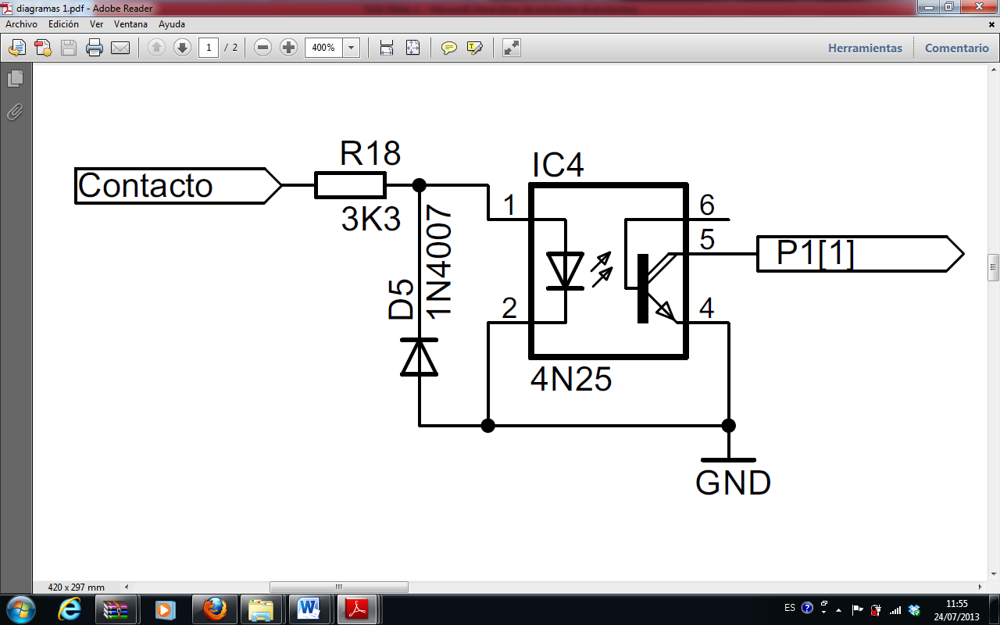 diagramas 1.pdf - Adobe Reader
Archivo Edición Ver Ventana Ayuda
1 / 2 400% Herramientas Comentario
R18
Contacto
3K3
D5
1N4007
IC4
1
2
6
5
4
P1[1]
4N25
GND
420 x 297 mm
ES 11:55
24/07/2013